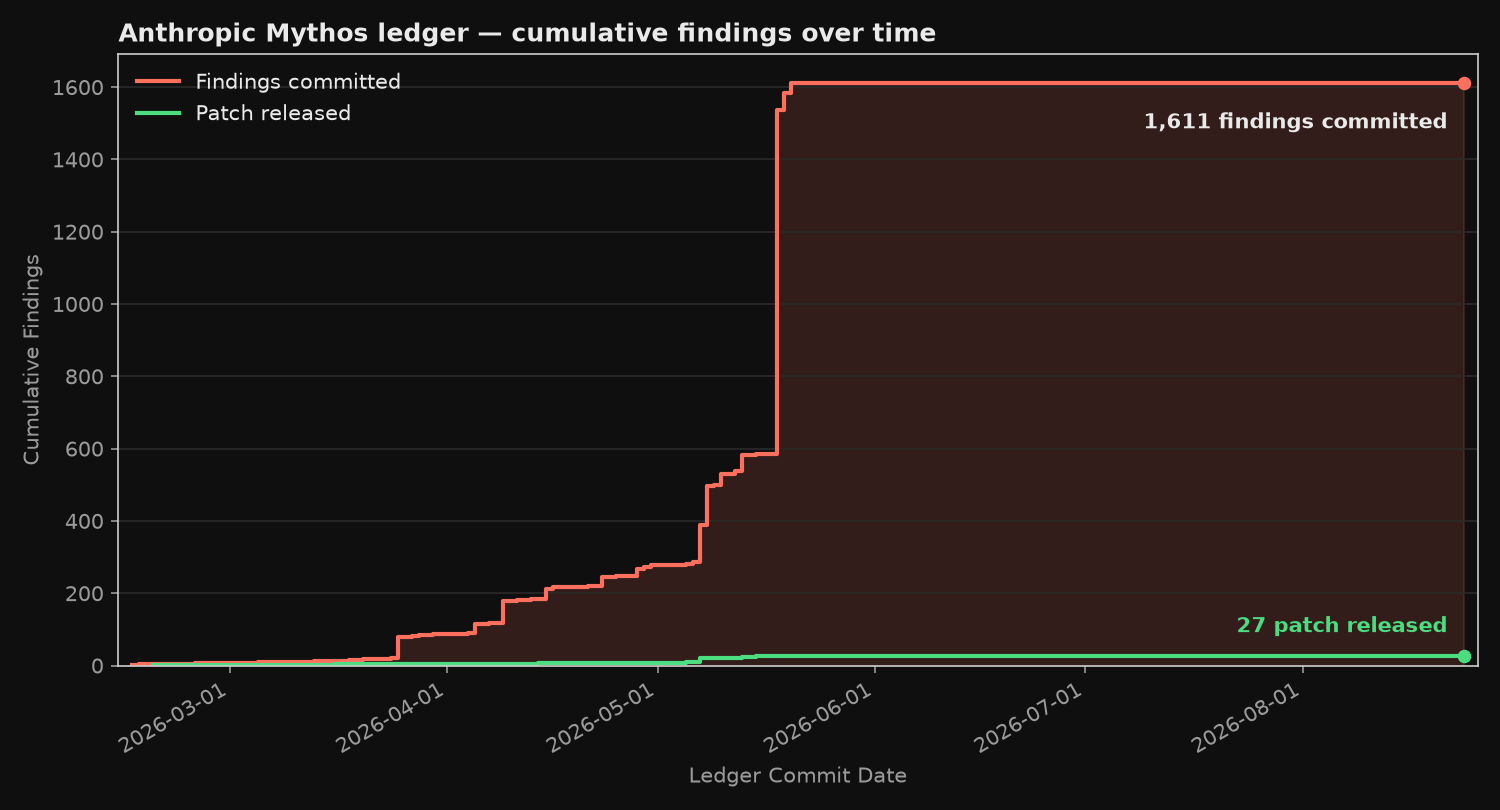 Anthropic Mythos ledger — cumulative findings over time
Findings committed
Patch released
1600
1400
1200
1000
800
600
400
200
0
Cumulative Findings
1,611 findings committed
27 patch released
2026-03-01
2026-04-01
2026-05-01
2026-06-01
2026-07-01
2026-08-01
Ledger Commit Date